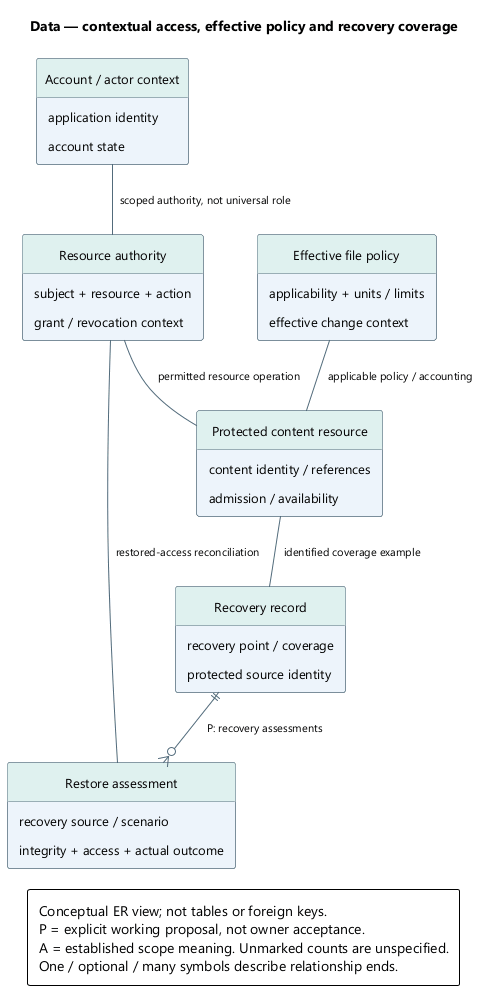 Data — contextual access, effective policy and recovery coverage
Account / actor context
application identity
account state
scoped authority, not universal role
Resource authority
subject + resource + action
grant / revocation context
Effective file policy
applicability + units / limits
effective change context
permitted resource operation
applicable policy / accounting
Protected content resource
content identity / references
admission / availability
restored-access reconciliation
identified coverage example
Recovery record
recovery point / coverage
protected source identity
P: recovery assessments
Restore assessment
recovery source / scenario
integrity + access + actual outcome
Conceptual ER view; not tables or foreign keys.
P = explicit working proposal, not owner acceptance.
A = established scope meaning. Unmarked counts are unspecified.
One / optional / many symbols describe relationship ends.